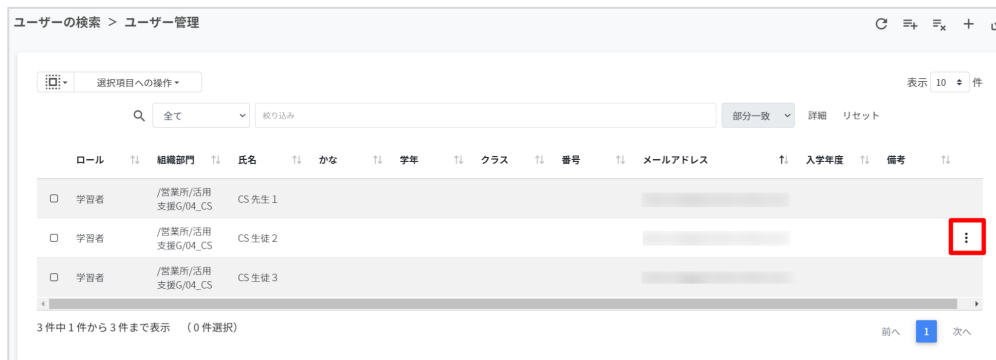 ユーザーの検索 ＞ ユーザー管理
選択項目への操作
表示 10 件
全て 絞り込み 部分一致 詳細 リセット
ロール 組織部門 氏名 かな 学年 クラス 番号 メールアドレス 入学年度 備考
学習者 /営業所/活用
支援G/04_CS CS 先生 1
学習者 /営業所/活用
支援G/04_CS CS 生徒 2
学習者 /営業所/活用
支援G/04_CS CS 生徒 3
3 件中 1 件から 3 件まで表示 （ 0 件選択）
前へ 1 次へ